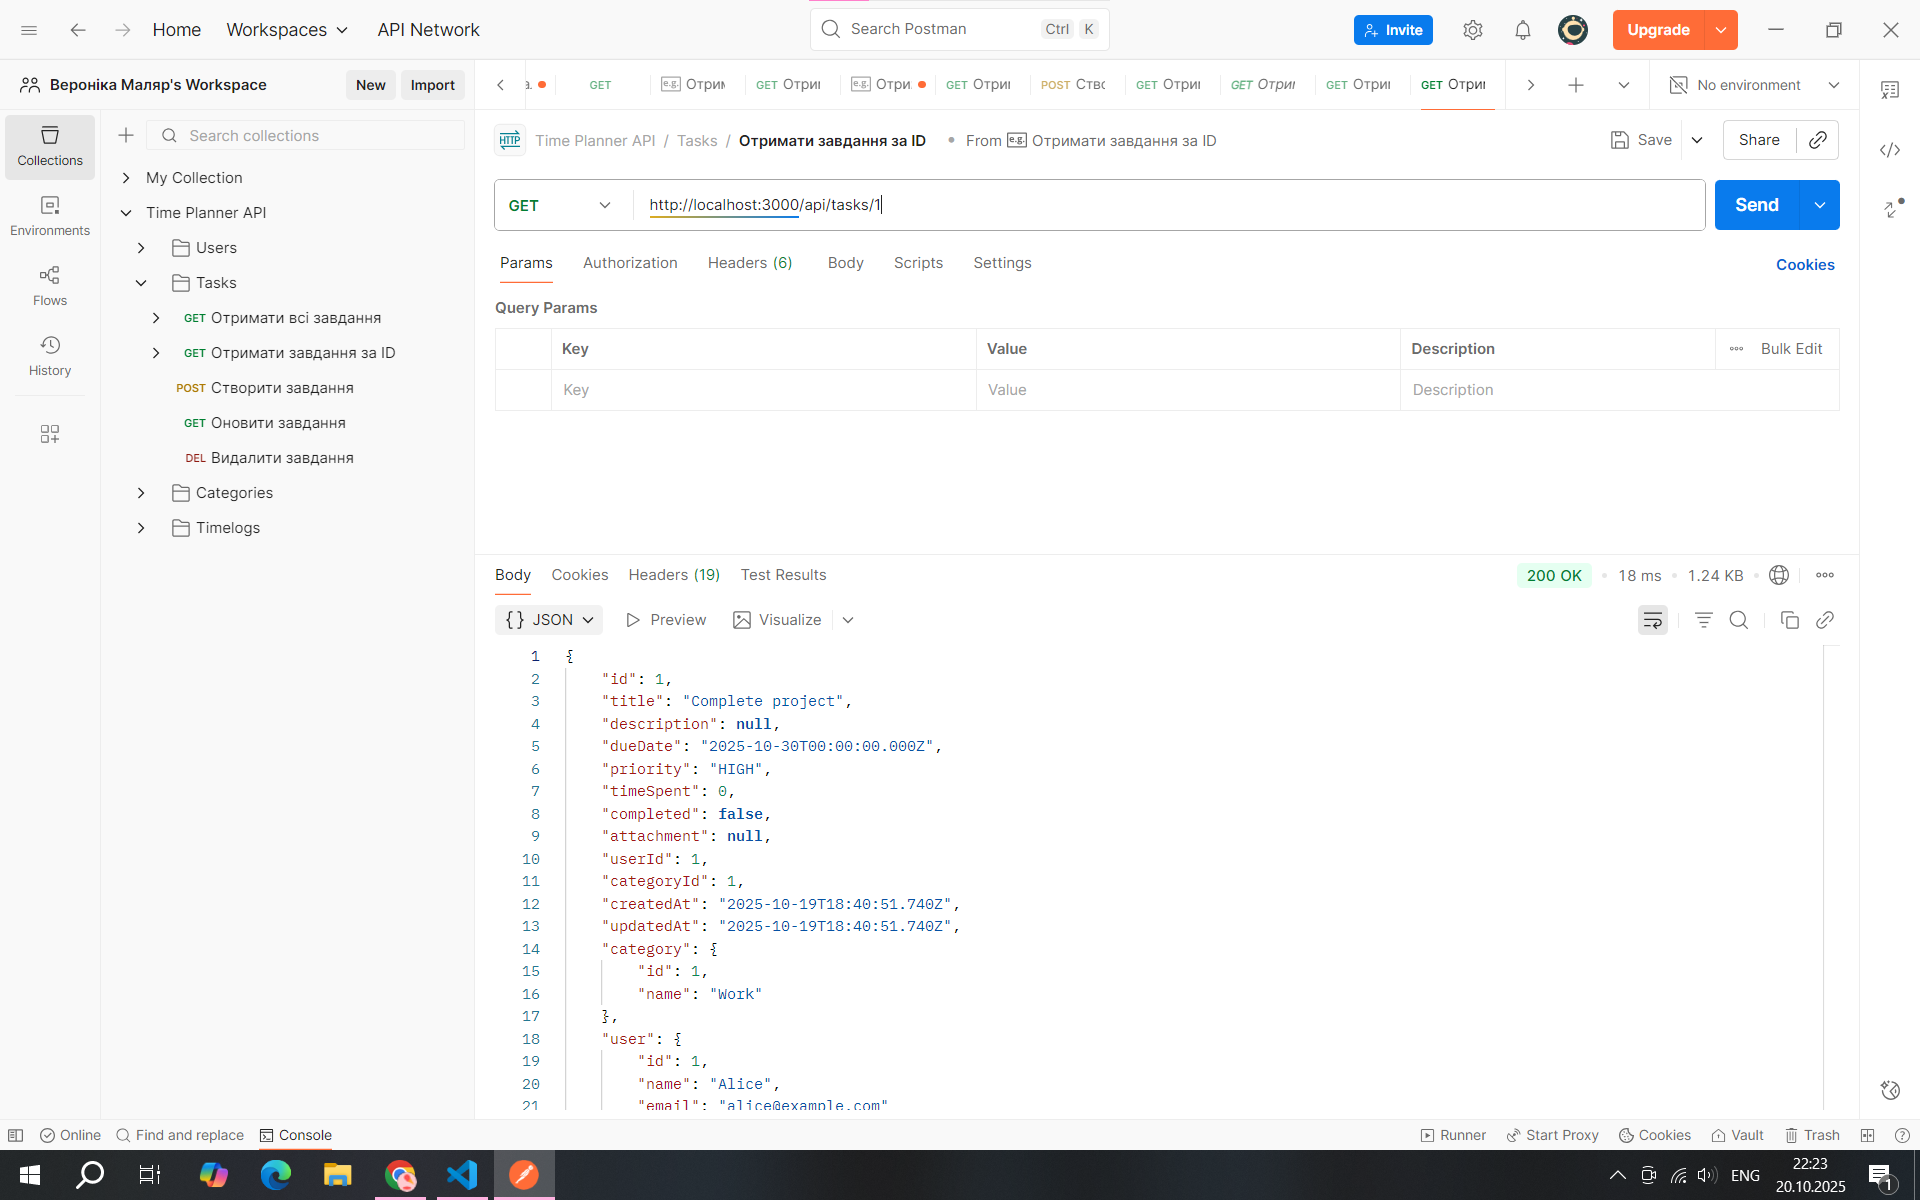 Home Workspaces API Network Search Postman Ctrl K Invite Upgrade
Вероніка Маляр's Workspace New Import
а. GET e.g. Отрим GET Отри e.g. Отри. GET Отри POST Ство GET Отри GET Отри GET Отри GET Отри No environment
Collections
Environments
Flows
History
Search collections
My Collection
Time Planner API
Users
Tasks
GET Отримати всі завдання
GET Отримати завдання за ID
POST Створити завдання
GET Оновити завдання
DEL Видалити завдання
Categories
Timelogs
HTTP Time Planner API / Tasks / Отримати завдання за ID • From e.g. Отримати завдання за ID Save Share
GET http://localhost:3000/api/tasks/1 Send
Params Authorization Headers (6) Body Scripts Settings Cookies
Query Params
Key Value Description Bulk Edit
Key Value Description
Body Cookies Headers (19) Test Results 200 OK • 18 ms • 1.24 KB •
{} JSON Preview Visualize
1 {
2 "id": 1,
3 "title": "Complete project",
4 "description": null,
5 "dueDate": "2025-10-30T00:00:00.000Z",
6 "priority": "HIGH",
7 "timeSpent": 0,
8 "completed": false,
9 "attachment": null,
10 "userId": 1,
11 "categoryId": 1,
12 "createdAt": "2025-10-19T18:40:51.740Z",
13 "updatedAt": "2025-10-19T18:40:51.740Z",
14 "category": {
15 "id": 1,
16 "name": "Work"
17 },
18 "user": {
19 "id": 1,
20 "name": "Alice",
21 "email": "alice@example.com"
Online Find and replace Console Runner Start Proxy Cookies Vault Trash
ENG 22:23
20.10.2025 1